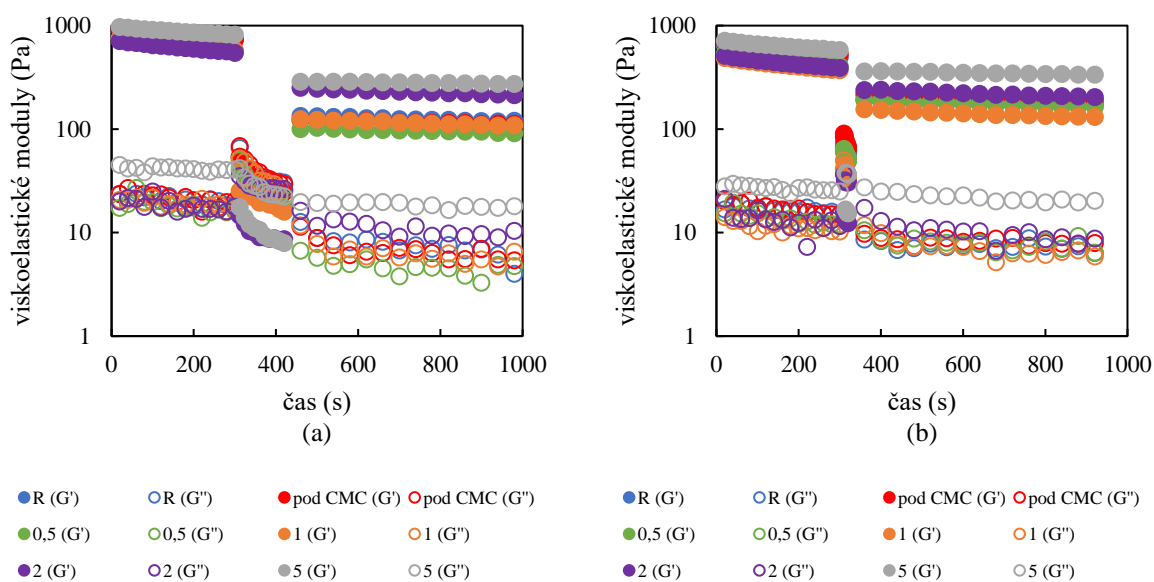 viskoelastické moduly (Pa)
1000
100
10
1
0 200 400 600 800 1000
čas (s)
(a)
R (G') R (G'') pod CMC (G') pod CMC (G'')
0,5 (G') 0,5 (G'') 1 (G') 1 (G'')
2 (G') 2 (G'') 5 (G') 5 (G'')
viskoelastické moduly (Pa)
1000
100
10
1
0 200 400 600 800 1000
čas (s)
(b)
R (G') R (G'') pod CMC (G') pod CMC (G'')
0,5 (G') 0,5 (G'') 1 (G') 1 (G'')
2 (G') 2 (G'') 5 (G') 5 (G'')